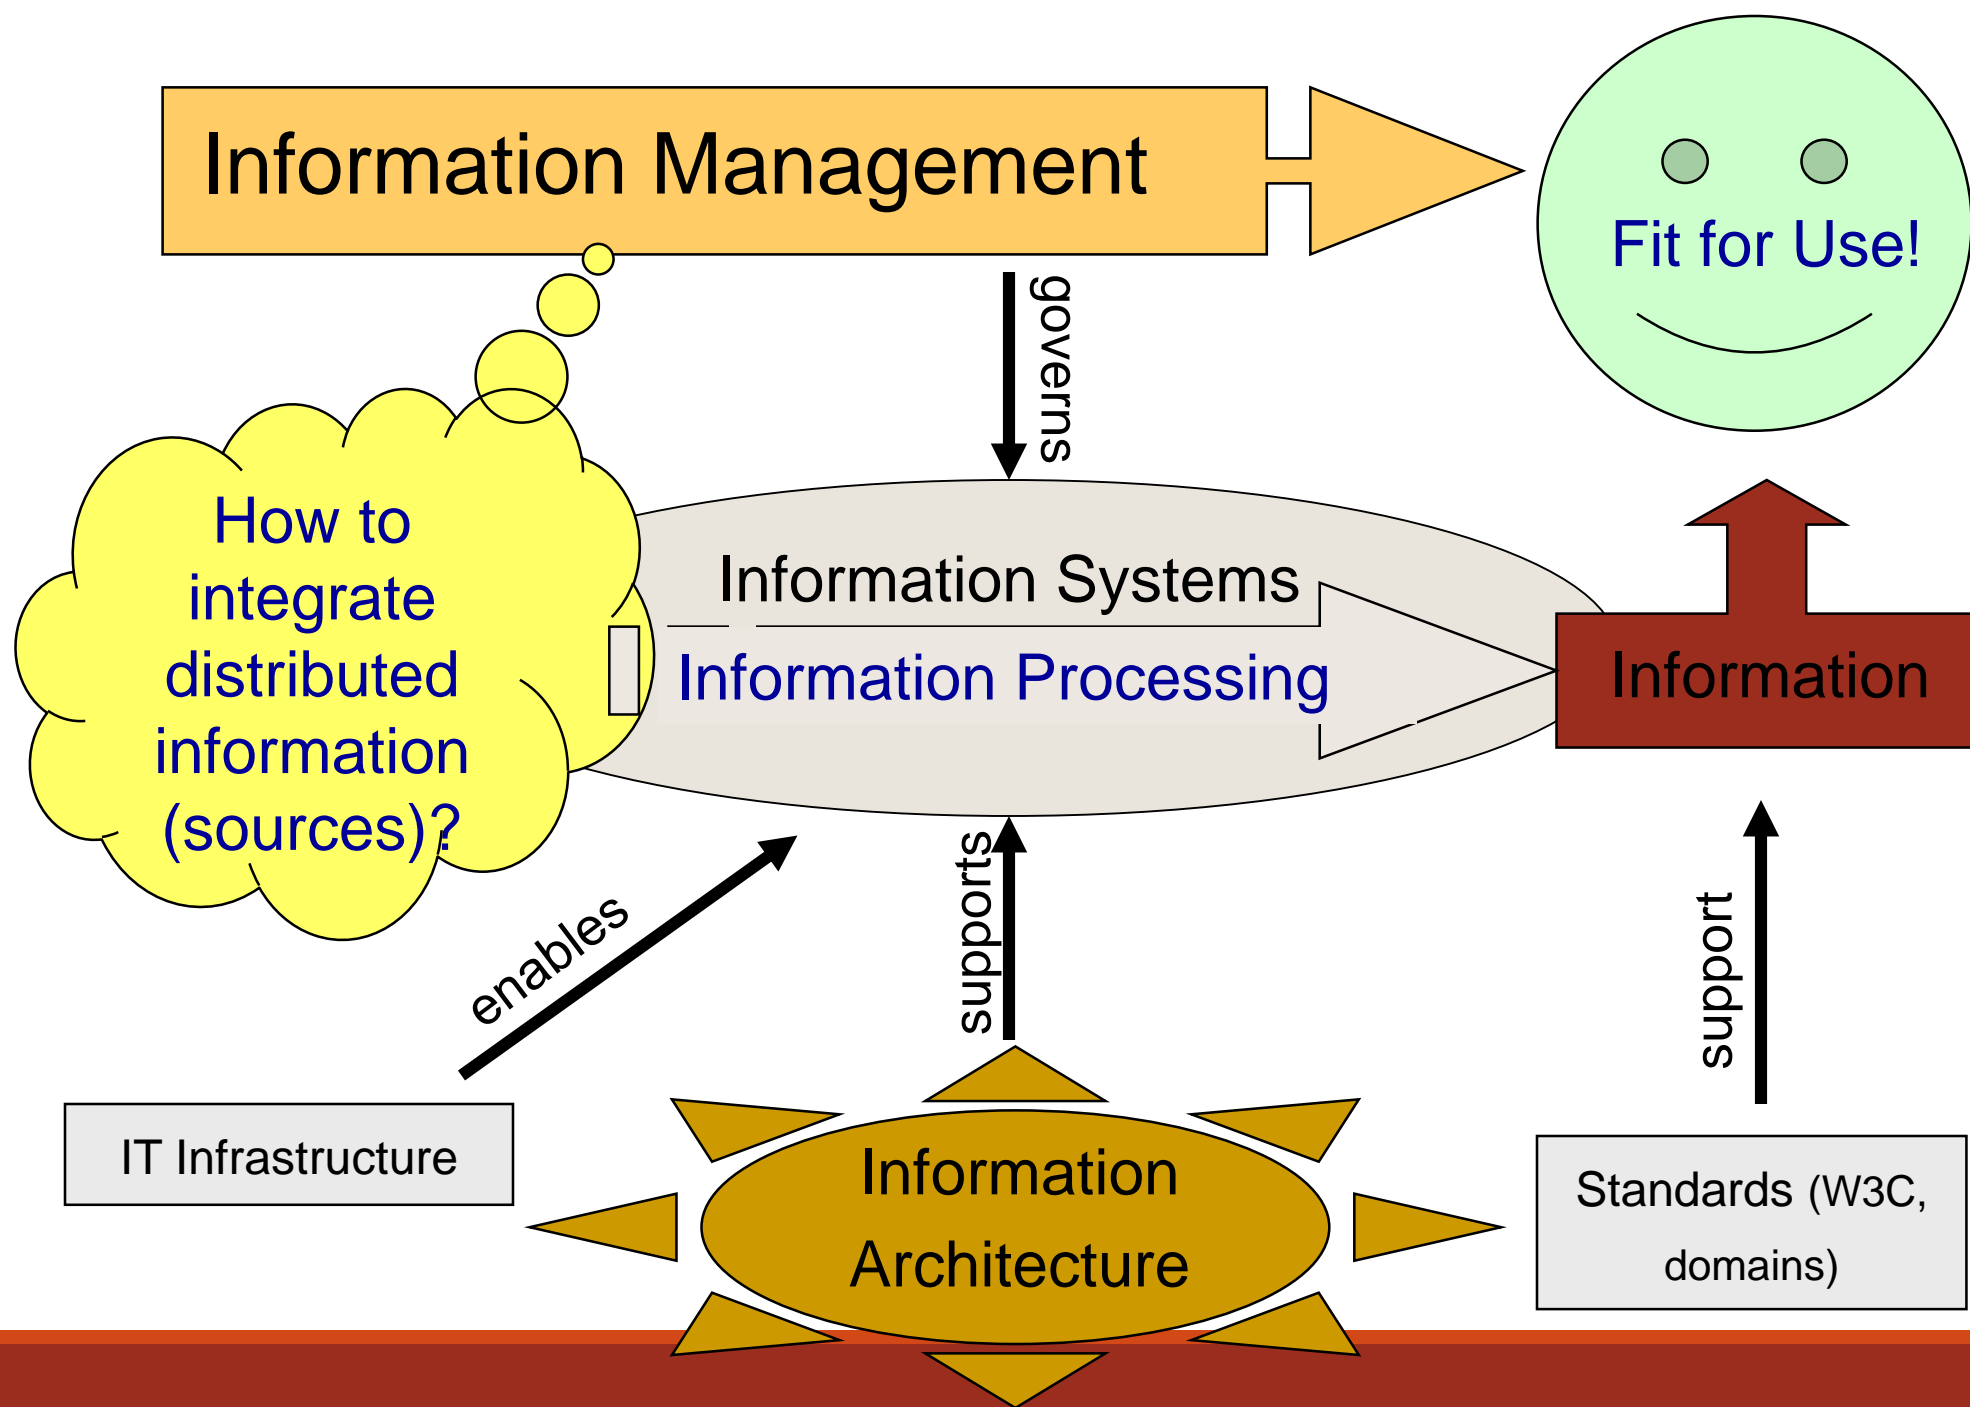 Information Management
Fit for Use!
governs
How to
integrate
distributed
information
(sources)?
Information Systems
Information Processing
Information
enables
supports
support
IT Infrastructure
Information
Architecture
Standards (W3C,
domains)